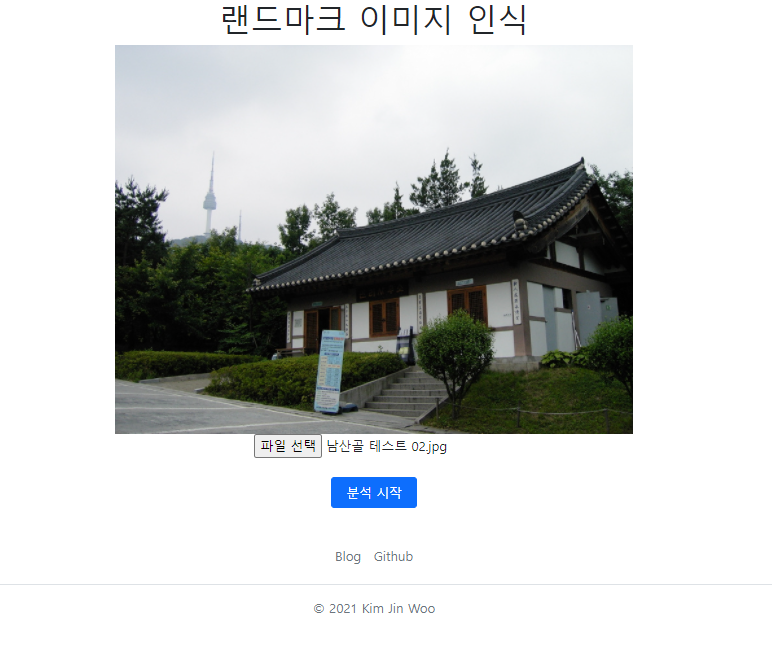 랜드마크 이미지 인식
파일 선택 남산골 테스트 02.jpg
분석 시작
Blog Github
© 2021 Kim Jin Woo